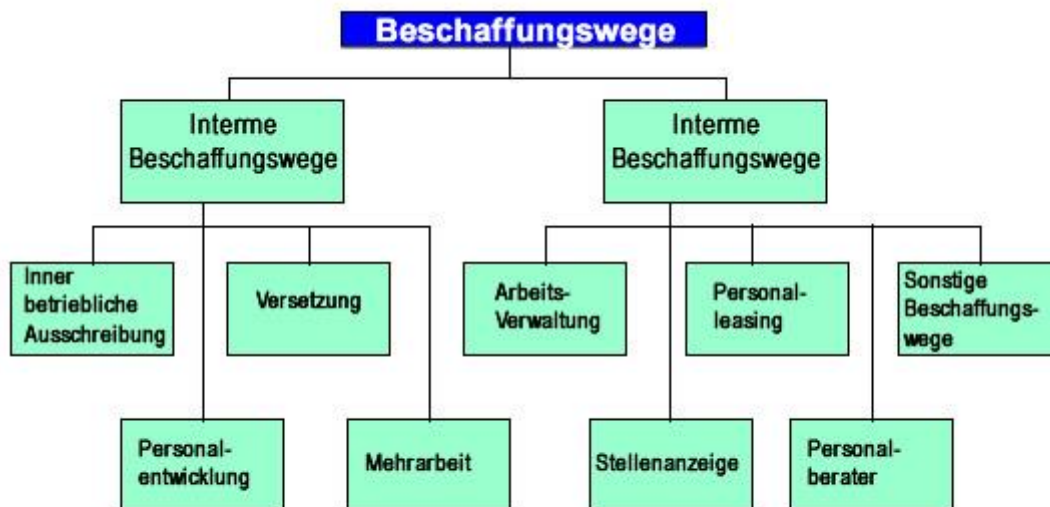 Beschaffungswege
Interme
Beschaffungswege
Interme
Beschaffungswege
Inner
betriebliche
Ausschreibung
Versetzung
Arbeits-
Verwaltung
Personal-
leasing
Sonstige
Beschaffungs-
wege
Personal-
entwicklung
Mehrarbeit
Stellenanzeige
Personal-
berater